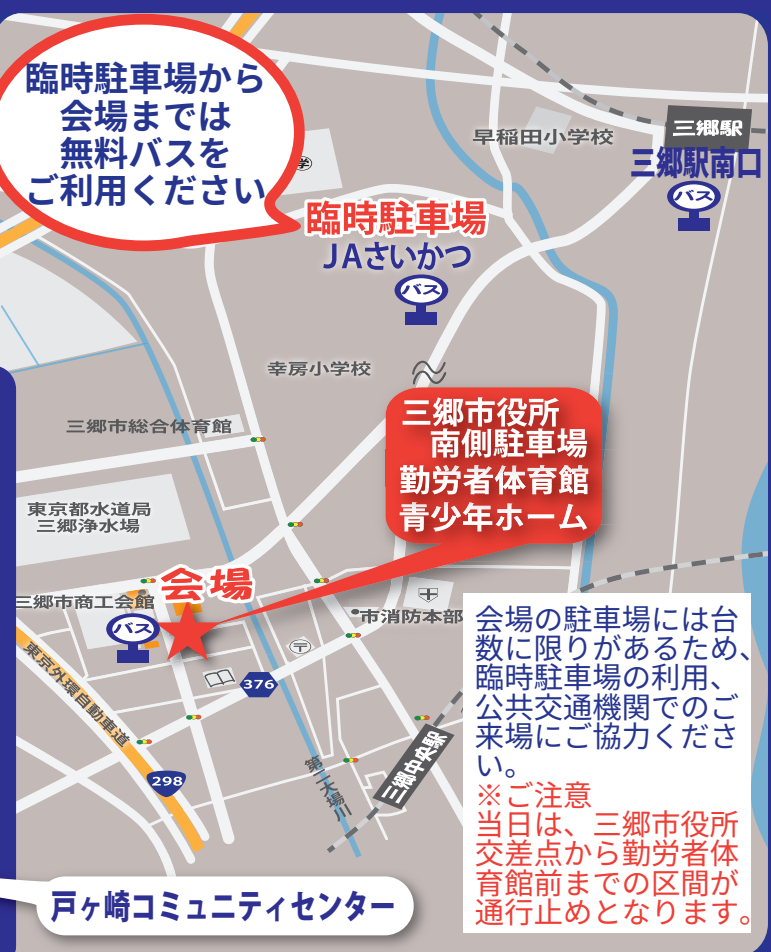 臨時駐車場から
会場までは
無料バスを
ご利用ください
早稲田小学校
三郷駅
三郷駅南口
バス
臨時駐車場
JAさいかつ
バス
幸房小学校
三郷市総合体育館
三郷市役所
南側駐車場
勤労者体育館
青少年ホーム
東京都水道局
三郷浄水場
会場
三郷市商工会館
バス
市消防本部
376
東京外環自動車道
298
第二大場川
三郷中央駅
会場の駐車場には台
数に限りがあるため、
臨時駐車場の利用、
公共交通機関でのご
来場にご協力くださ
い。
※ご注意
当日は、三郷市役所
交差点から勤労者体
育館前までの区間が
通行止めとなります。
戸ヶ崎コミュニティセンター